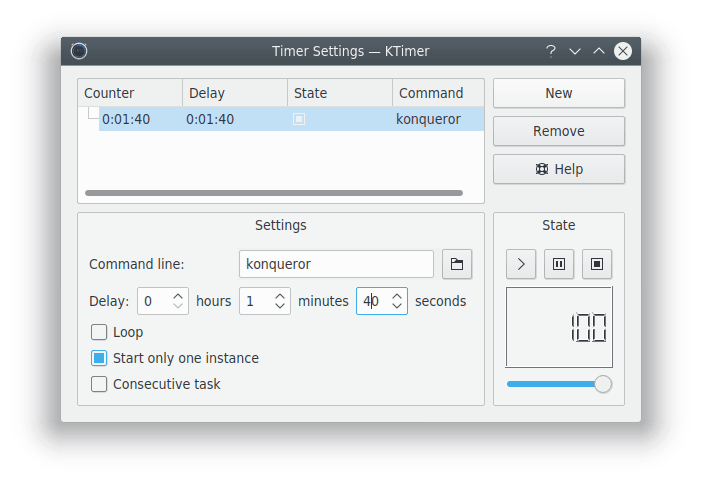 Timer Settings — KTimer ?
Counter Delay State Command
0:01:40 0:01:40 konqueror
New
Remove
Help
Settings
Command line: konqueror
Delay: 0 hours 1 minutes 40 seconds
Loop
Start only one instance
Consecutive task
State
100